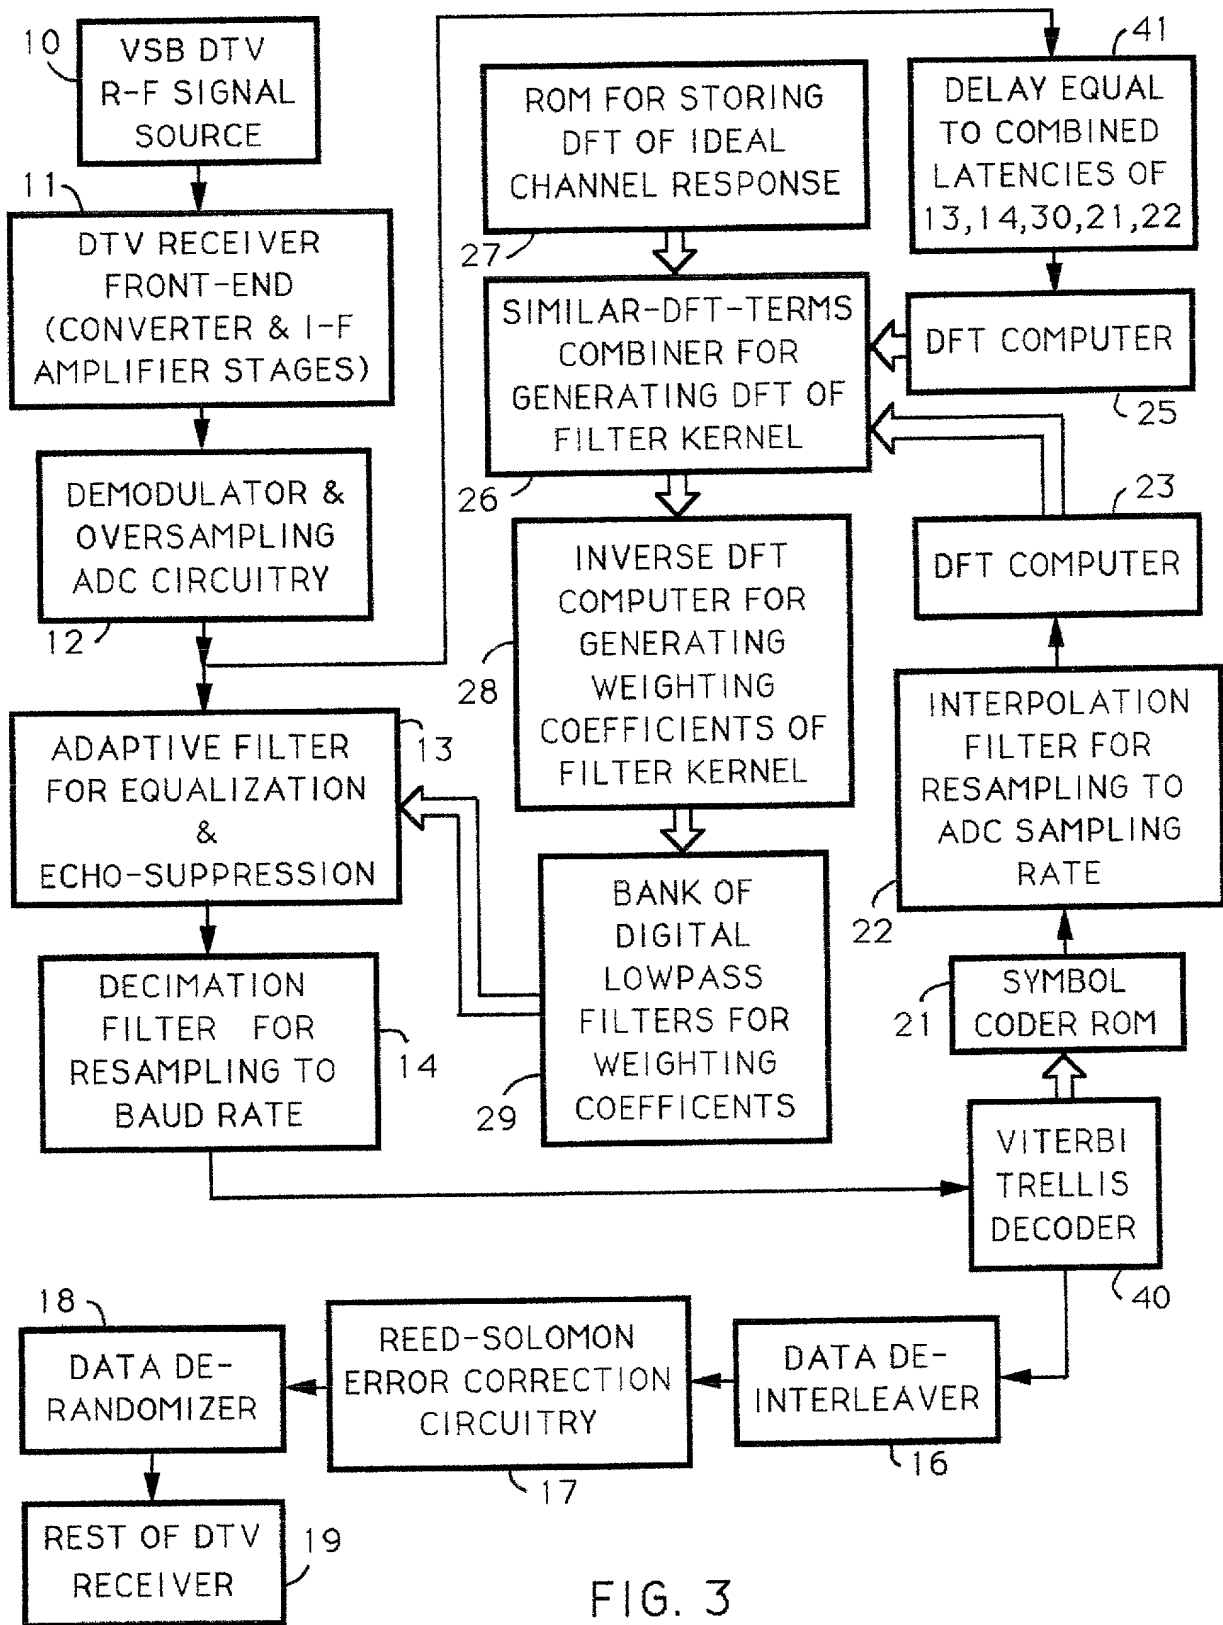 10
VSB DTV
R-F SIGNAL
SOURCE
11
DTV RECEIVER
FRONT-END
(CONVERTER & I-F
AMPLIFIER STAGES)
DEMODULATOR &
OVERSAMPLING
ADC CIRCUITRY
12
ADAPTIVE FILTER
FOR EQUALIZATION
&
ECHO-SUPPRESSION
13
DECIMATION
FILTER FOR
RESAMPLING TO
BAUD RATE
14
ROM FOR STORING
DFT OF IDEAL
CHANNEL RESPONSE
27
SIMILAR-DFT-TERMS
COMBINER FOR
GENERATING DFT OF
FILTER KERNEL
26
INVERSE DFT
COMPUTER FOR
GENERATING
WEIGHTING
COEFFICIENTS OF
FILTER KERNEL
28
BANK OF
DIGITAL
LOWPASS
FILTERS FOR
WEIGHTING
COEFFICENTS
29
41
DELAY EQUAL
TO COMBINED
LATENCIES OF
13,14,30,21,22
DFT COMPUTER
25
23
DFT COMPUTER
INTERPOLATION
FILTER FOR
RESAMPLING TO
ADC SAMPLING
RATE
22
SYMBOL
CODER ROM
21
VITERBI
TRELLIS
DECODER
40
DATA DE-
INTERLEAVER
16
REED-SOLOMON
ERROR CORRECTION
CIRCUITRY
17
18
DATA DE-
RANDOMIZER
REST OF DTV
RECEIVER
19
FIG. 3